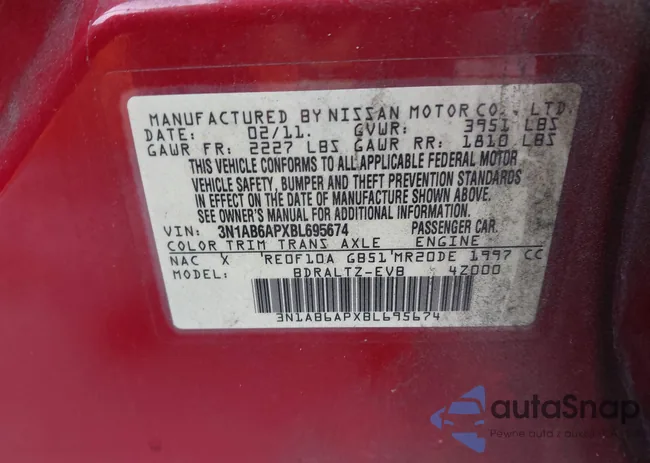 MANUFACTURED BY NISSAN MOTOR CO., LTD.
DATE: 02/11. GVWR: 3951 LBS
GAWR FR: 2227 LBS GAWR RR: 1810 LBS
THIS VEHICLE CONFORMS TO ALL APPLICABLE FEDERAL MOTOR
VEHICLE SAFETY, BUMPER AND THEFT PREVENTION STANDARDS
IN EFFECT ON THE DATE OF MANUFACTURE SHOWN ABOVE.
SEE OWNER'S MANUAL FOR ADDITIONAL INFORMATION.
VIN: 3N1AB6APXBL695674 PASSENGER CAR.
COLOR TRIM TRANS AXLE ENGINE
NAC X 'RE0F10A GB51'MR20DE 1997 CC
MODEL: BDRALTZ-EVB 4Z000
3N1AB6APXBL695674
autaSnap
Pewne auta z